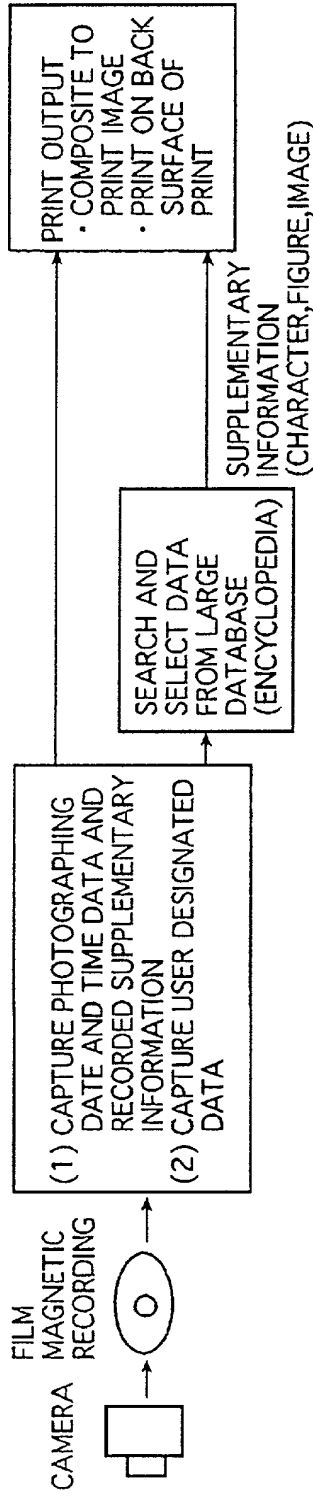 CAMERA
FILM
MAGNETIC
RECORDING
(1) CAPTURE PHOTOGRAPHING
DATE AND TIME DATA AND
RECORDED SUPPLEMENTARY
INFORMATION
(2) CAPTURE USER DESIGNATED
DATA
SEARCH AND
SELECT DATA
FROM LARGE
DATABASE
(ENCYCLOPEDIA)
SUPPLEMENTARY
INFORMATION
(CHARACTER,FIGURE,IMAGE)
PRINT OUTPUT
• COMPOSITE TO
PRINT IMAGE
• PRINT ON BACK
SURFACE OF
PRINT